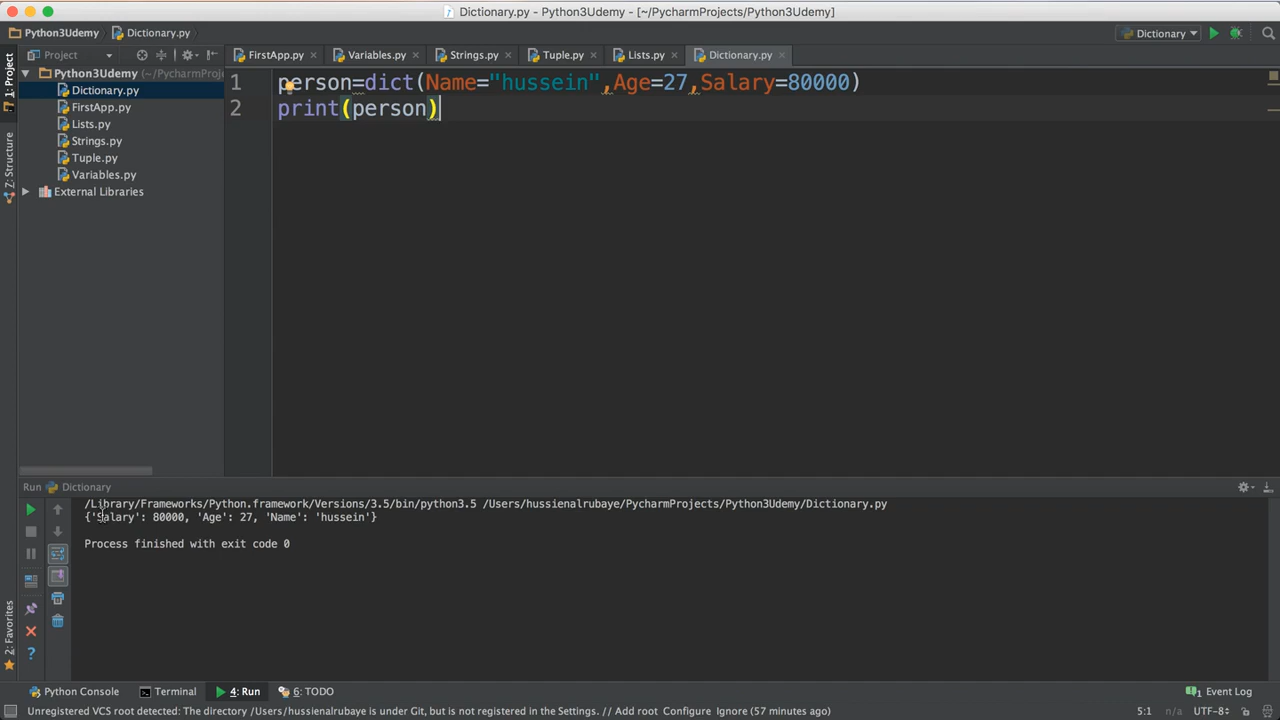 Dictionary.py - Python3Udemy - [~/PycharmProjects/Python3Udemy]
Python3Udemy Dictionary.py Dictionary
1: Project
Z: Structure
2: Favorites
Project
FirstApp.py Variables.py Strings.py Tuple.py Lists.py Dictionary.py
Python3Udemy (~/PycharmProj
Dictionary.py
FirstApp.py
Lists.py
Strings.py
Tuple.py
Variables.py
External Libraries
1 person=dict(Name="hussein",Age=27,Salary=80000)
2 print(person)
Run Dictionary
/Library/Frameworks/Python.framework/Versions/3.5/bin/python3.5 /Users/hussienalrubaye/PycharmProjects/Python3Udemy/Dictionary.py
{'Salary': 80000, 'Age': 27, 'Name': 'hussein'}
Process finished with exit code 0
Python Console Terminal 4: Run 6: TODO 1 Event Log
Unregistered VCS root detected: The directory /Users/hussienalrubaye is under Git, but is not registered in the Settings. // Add root Configure Ignore (57 minutes ago) 5:1 n/a UTF-8